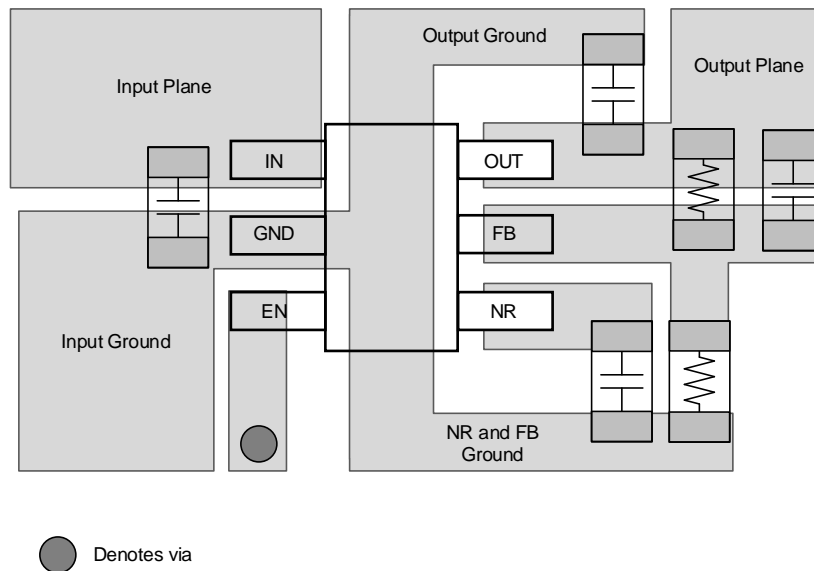 Output Ground
Input Plane
Output Plane
IN
OUT
GND
FB
EN
NR
Input Ground
NR and FB
Ground
Denotes via